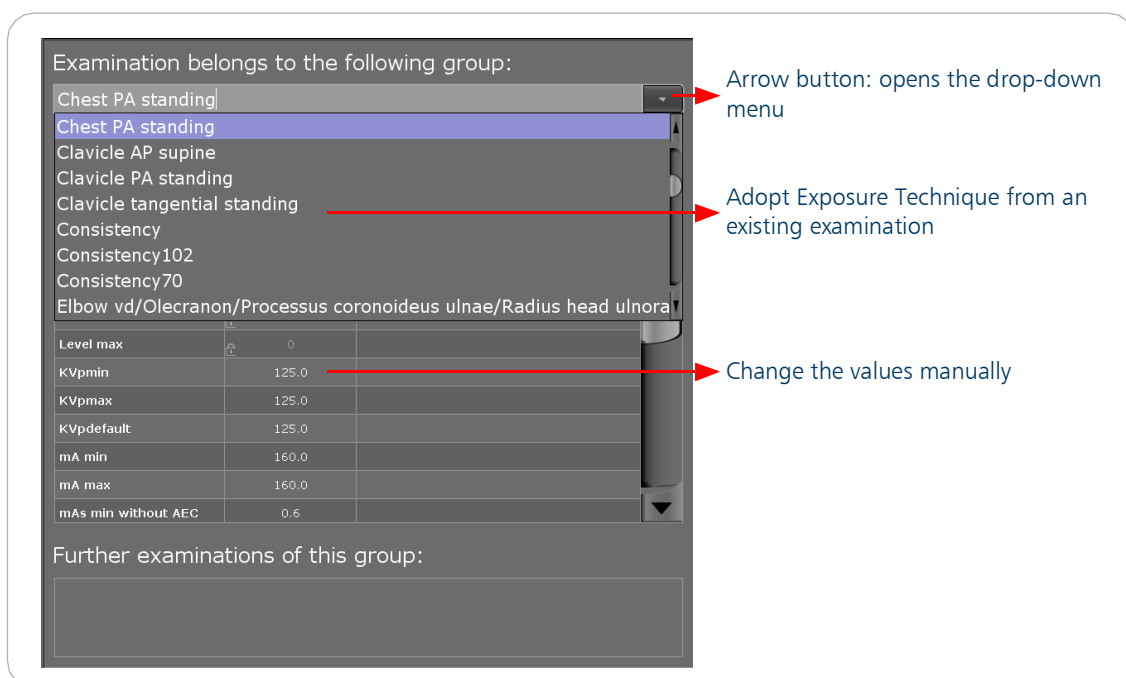 Examination belongs to the following group:
Chest PA standing
Chest PA standing
Clavicle AP supine
Clavicle PA standing
Clavicle tangential standing
Consistency
Consistency102
Consistency70
Elbow vd/Olecranon/Processus coronoideus ulnae/Radius head ulnora
Level max 0
KVpmin 125.0
KVpmax 125.0
KVpdefault 125.0
mA min 160.0
mA max 160.0
mAs min without AEC 0.6
Further examinations of this group:
Arrow button: opens the drop-down
menu
Adopt Exposure Technique from an
existing examination
Change the values manually